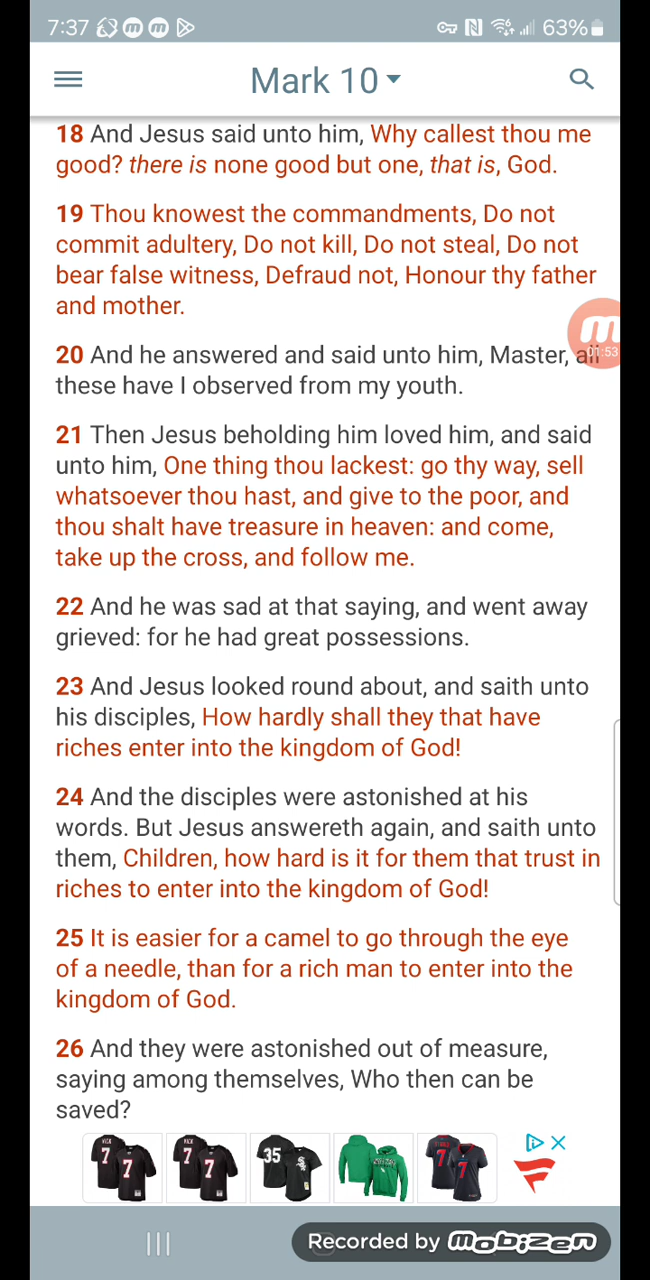 7:37 63%
Mark 10
18 And Jesus said unto him, Why callest thou me
good? there is none good but one, that is, God.
19 Thou knowest the commandments, Do not
commit adultery, Do not kill, Do not steal, Do not
bear false witness, Defraud not, Honour thy father
and mother.
01:53
20 And he answered and said unto him, Master, all
these have I observed from my youth.
21 Then Jesus beholding him loved him, and said
unto him, One thing thou lackest: go thy way, sell
whatsoever thou hast, and give to the poor, and
thou shalt have treasure in heaven: and come,
take up the cross, and follow me.
22 And he was sad at that saying, and went away
grieved: for he had great possessions.
23 And Jesus looked round about, and saith unto
his disciples, How hardly shall they that have
riches enter into the kingdom of God!
24 And the disciples were astonished at his
words. But Jesus answereth again, and saith unto
them, Children, how hard is it for them that trust in
riches to enter into the kingdom of God!
25 It is easier for a camel to go through the eye
of a needle, than for a rich man to enter into the
kingdom of God.
26 And they were astonished out of measure,
saying among themselves, Who then can be
saved?
VICK 7 7 VICK 7 7 35 7 7
Recorded by mobizen